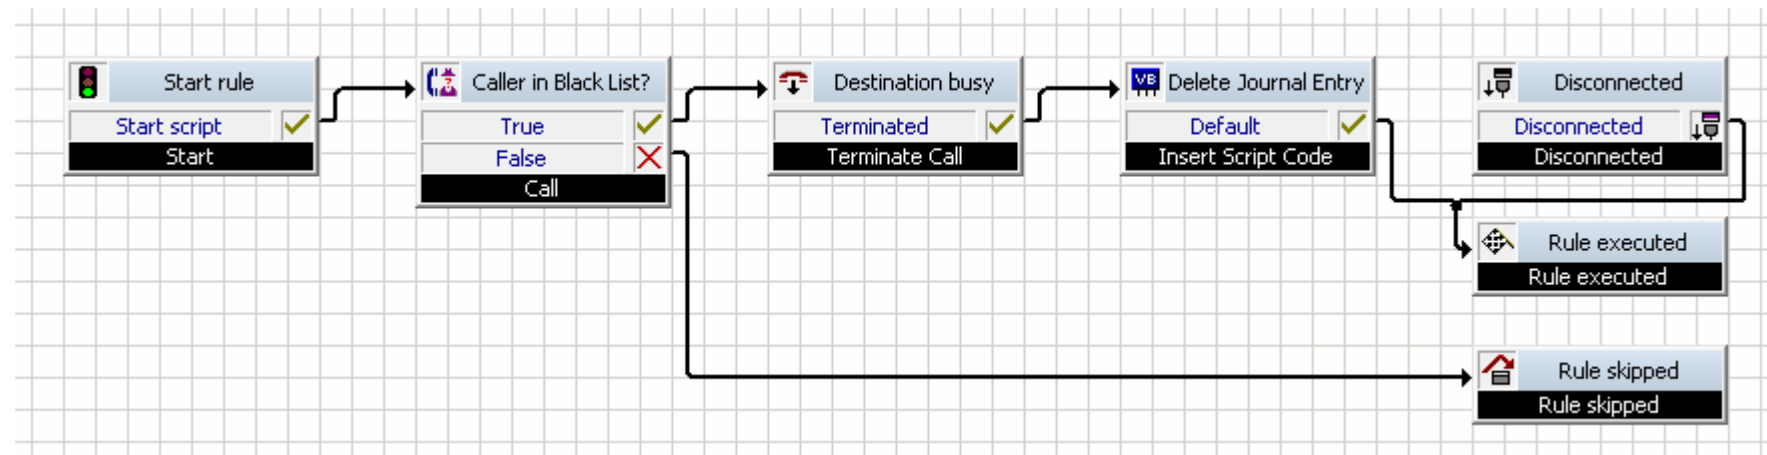 Start rule
Start script
Start
Caller in Black List?
True
False
Call
Destination busy
Terminated
Terminate Call
VB
Delete Journal Entry
Default
Insert Script Code
Disconnected
Disconnected
Disconnected
Rule executed
Rule executed
Rule skipped
Rule skipped